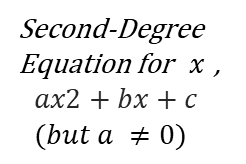 Second-Degree
Equation for x ,
ax2 + bx + c
(but a ≠ 0)